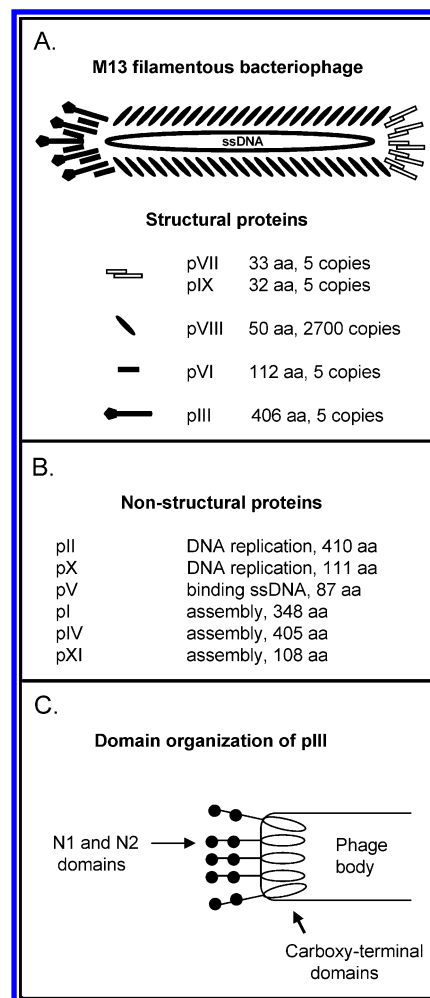 A.
M13 filamentous bacteriophage
ssDNA
Structural proteins
pVII 33 aa, 5 copies
pIX 32 aa, 5 copies
pVIII 50 aa, 2700 copies
pVI 112 aa, 5 copies
pIII 406 aa, 5 copies
B.
Non-structural proteins
pII DNA replication, 410 aa
pX DNA replication, 111 aa
pV binding ssDNA, 87 aa
pI assembly, 348 aa
pIV assembly, 405 aa
pXI assembly, 108 aa
C.
Domain organization of pIII
N1 and N2
domains
Phage
body
Carboxy-terminal
domains